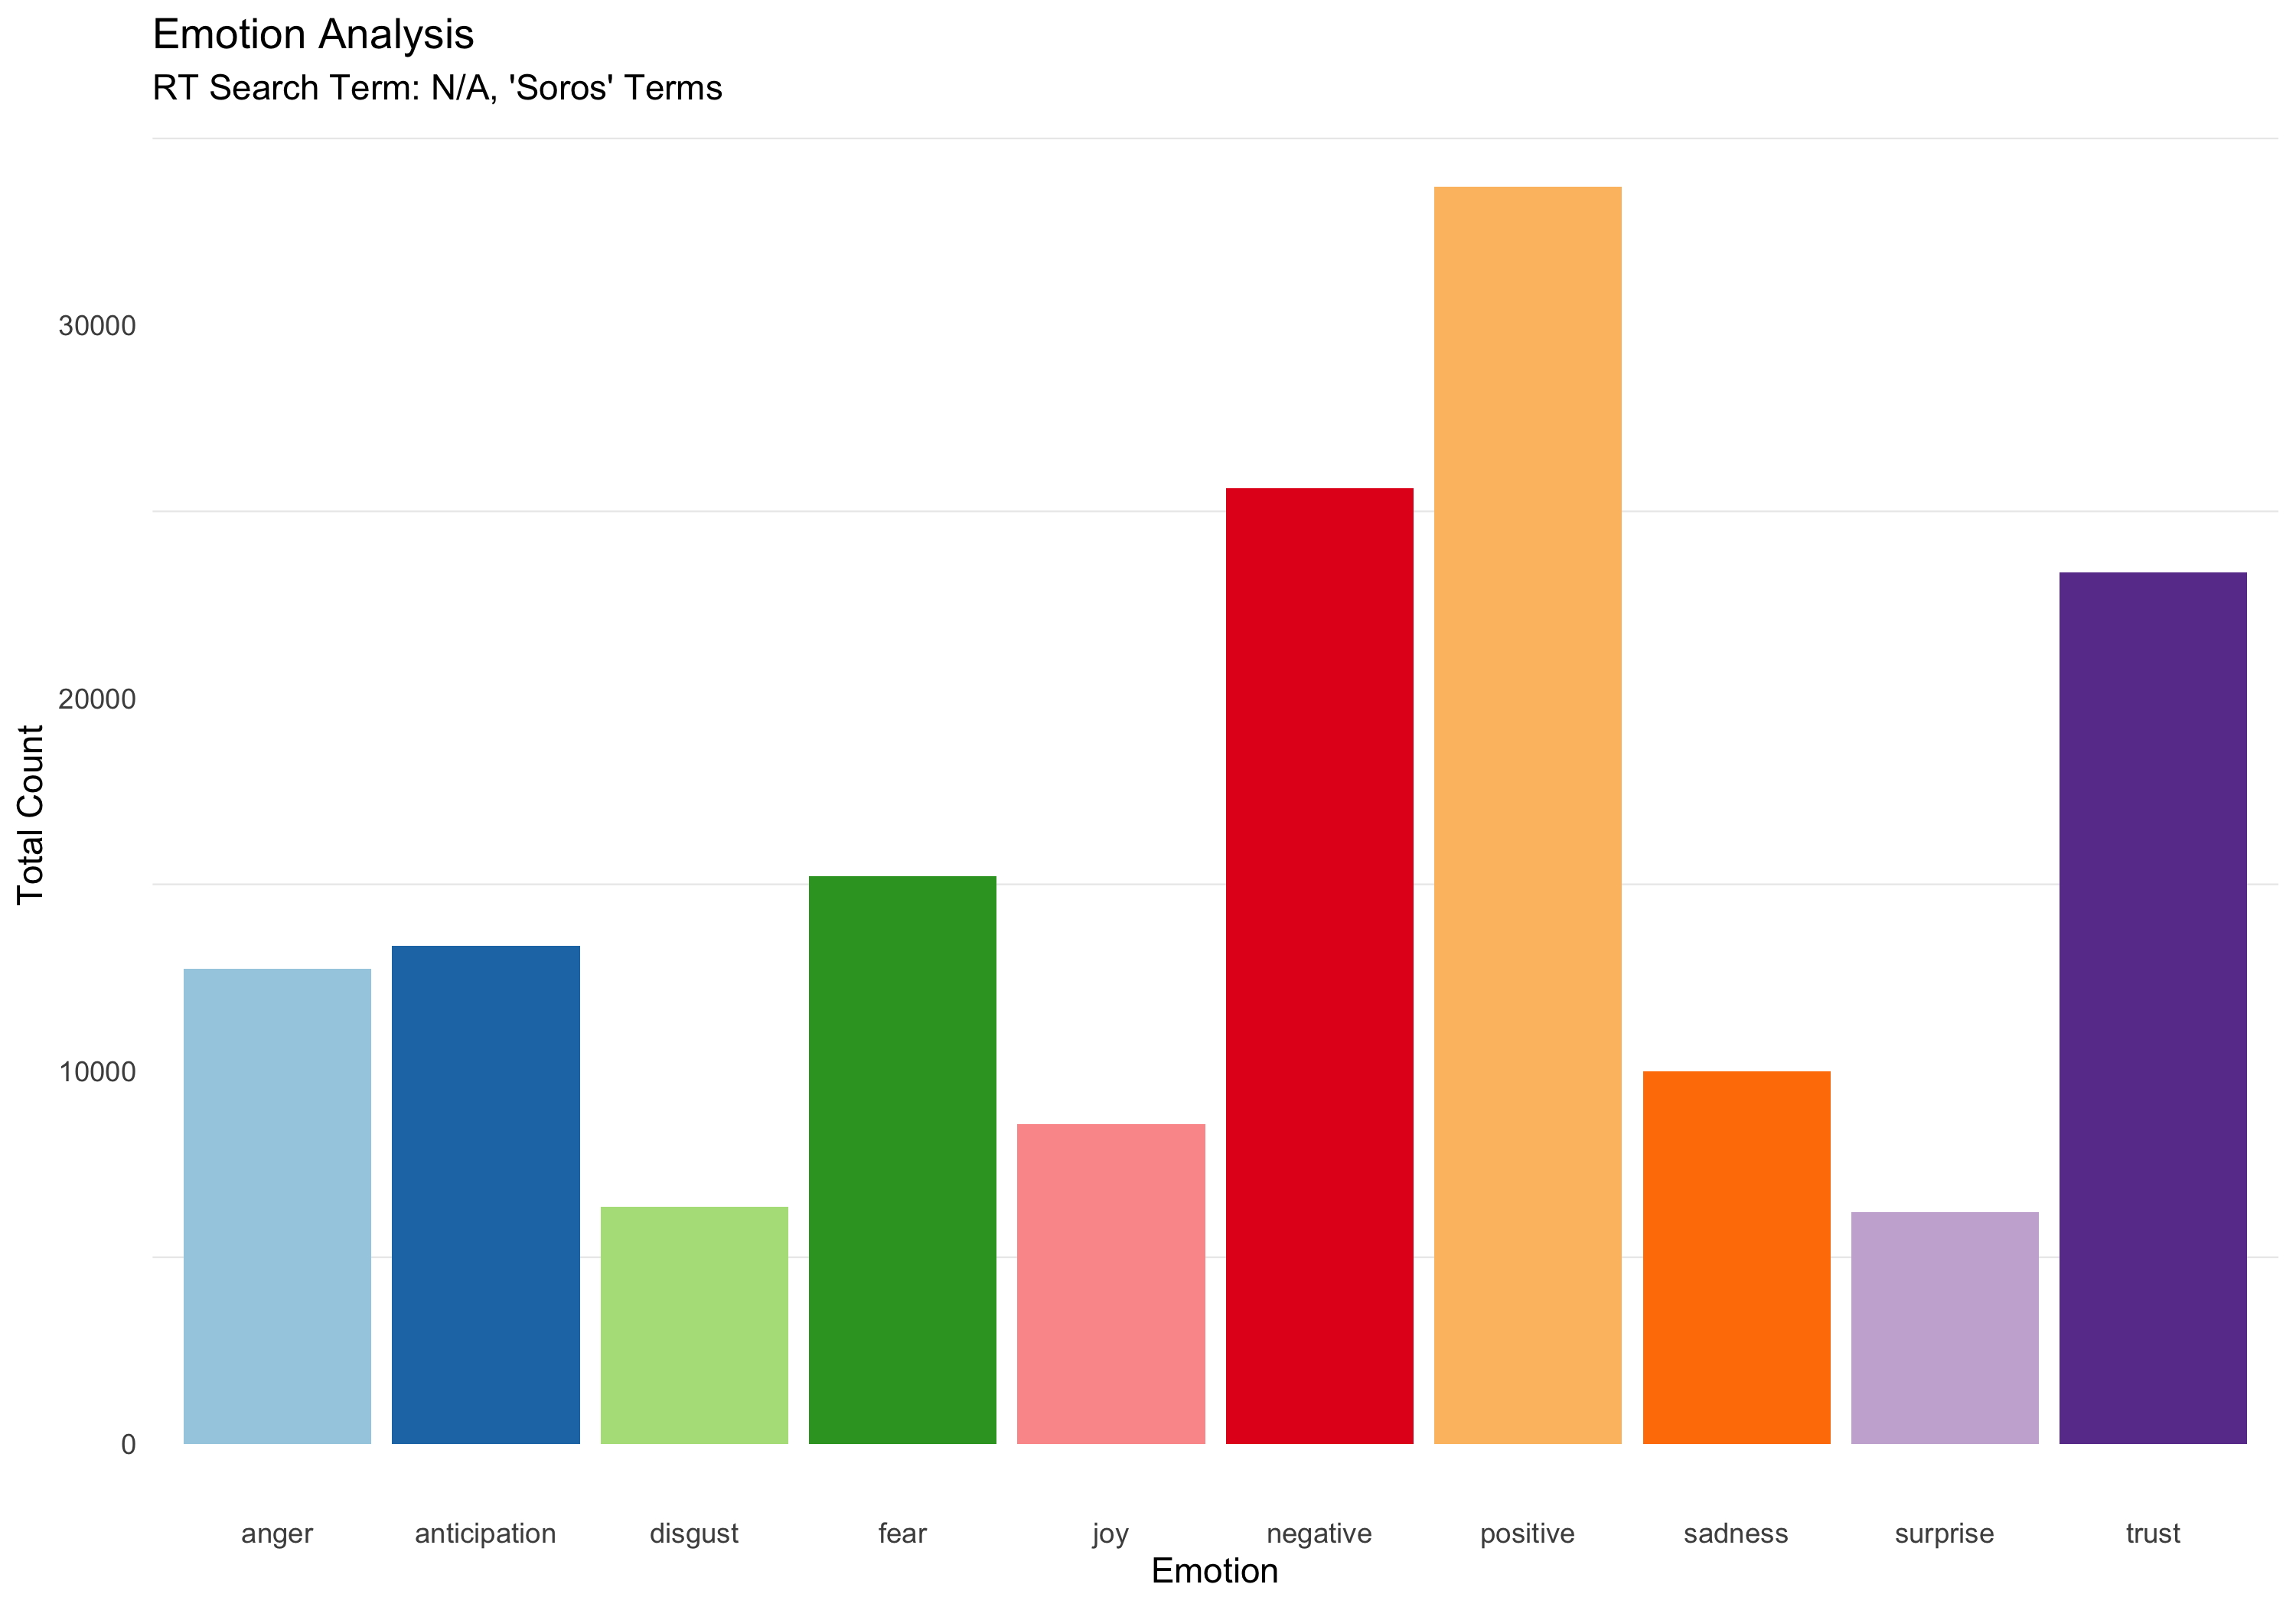 Emotion Analysis
RT Search Term: N/A, 'Soros' Terms
30000
20000
10000
0
Total Count
anger anticipation disgust fear joy negative positive sadness surprise trust
Emotion